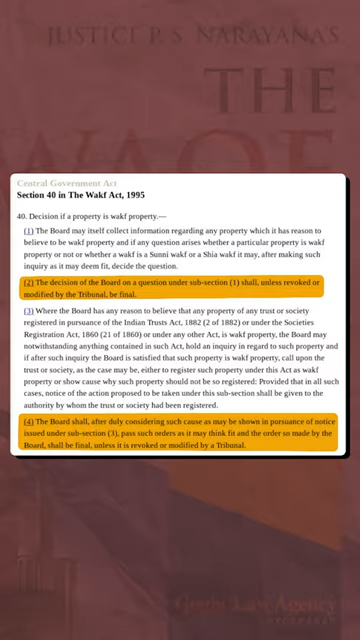 JUSTICE P. S. NARAYANA'S
THE
WAQF
Central Government Act
Section 40 in The Wakf Act, 1995
40. Decision if a property is wakf property.—
(1) The Board may itself collect information regarding any property which it has reason to
believe to be wakf property and if any question arises whether a particular property is wakf
property or not or whether a wakf is a Sunni wakf or a Shia wakf it may, after making such
inquiry as it may deem fit, decide the question.
(2) The decision of the Board on a question under sub-section (1) shall, unless revoked or
modified by the Tribunal, be final.
(3) Where the Board has any reason to believe that any property of any trust or society
registered in pursuance of the Indian Trusts Act, 1882 (2 of 1882) or under the Societies
Registration Act, 1860 (21 of 1860) or under any other Act, is wakf property, the Board may
notwithstanding anything contained in such Act, hold an inquiry in regard to such property and
if after such inquiry the Board is satisfied that such property is wakf property, call upon the
trust or society, as the case may be, either to register such property under this Act as wakf
property or show cause why such property should not be so registered: Provided that in all such
cases, notice of the action proposed to be taken under this sub-section shall be given to the
authority by whom the trust or society had been registered.
(4) The Board shall, after duly considering such cause as may be shown in pursuance of notice
issued under sub-section (3), pass such orders as it may think fit and the order so made by the
Board, shall be final, unless it is revoked or modified by a Tribunal.
Law Agency